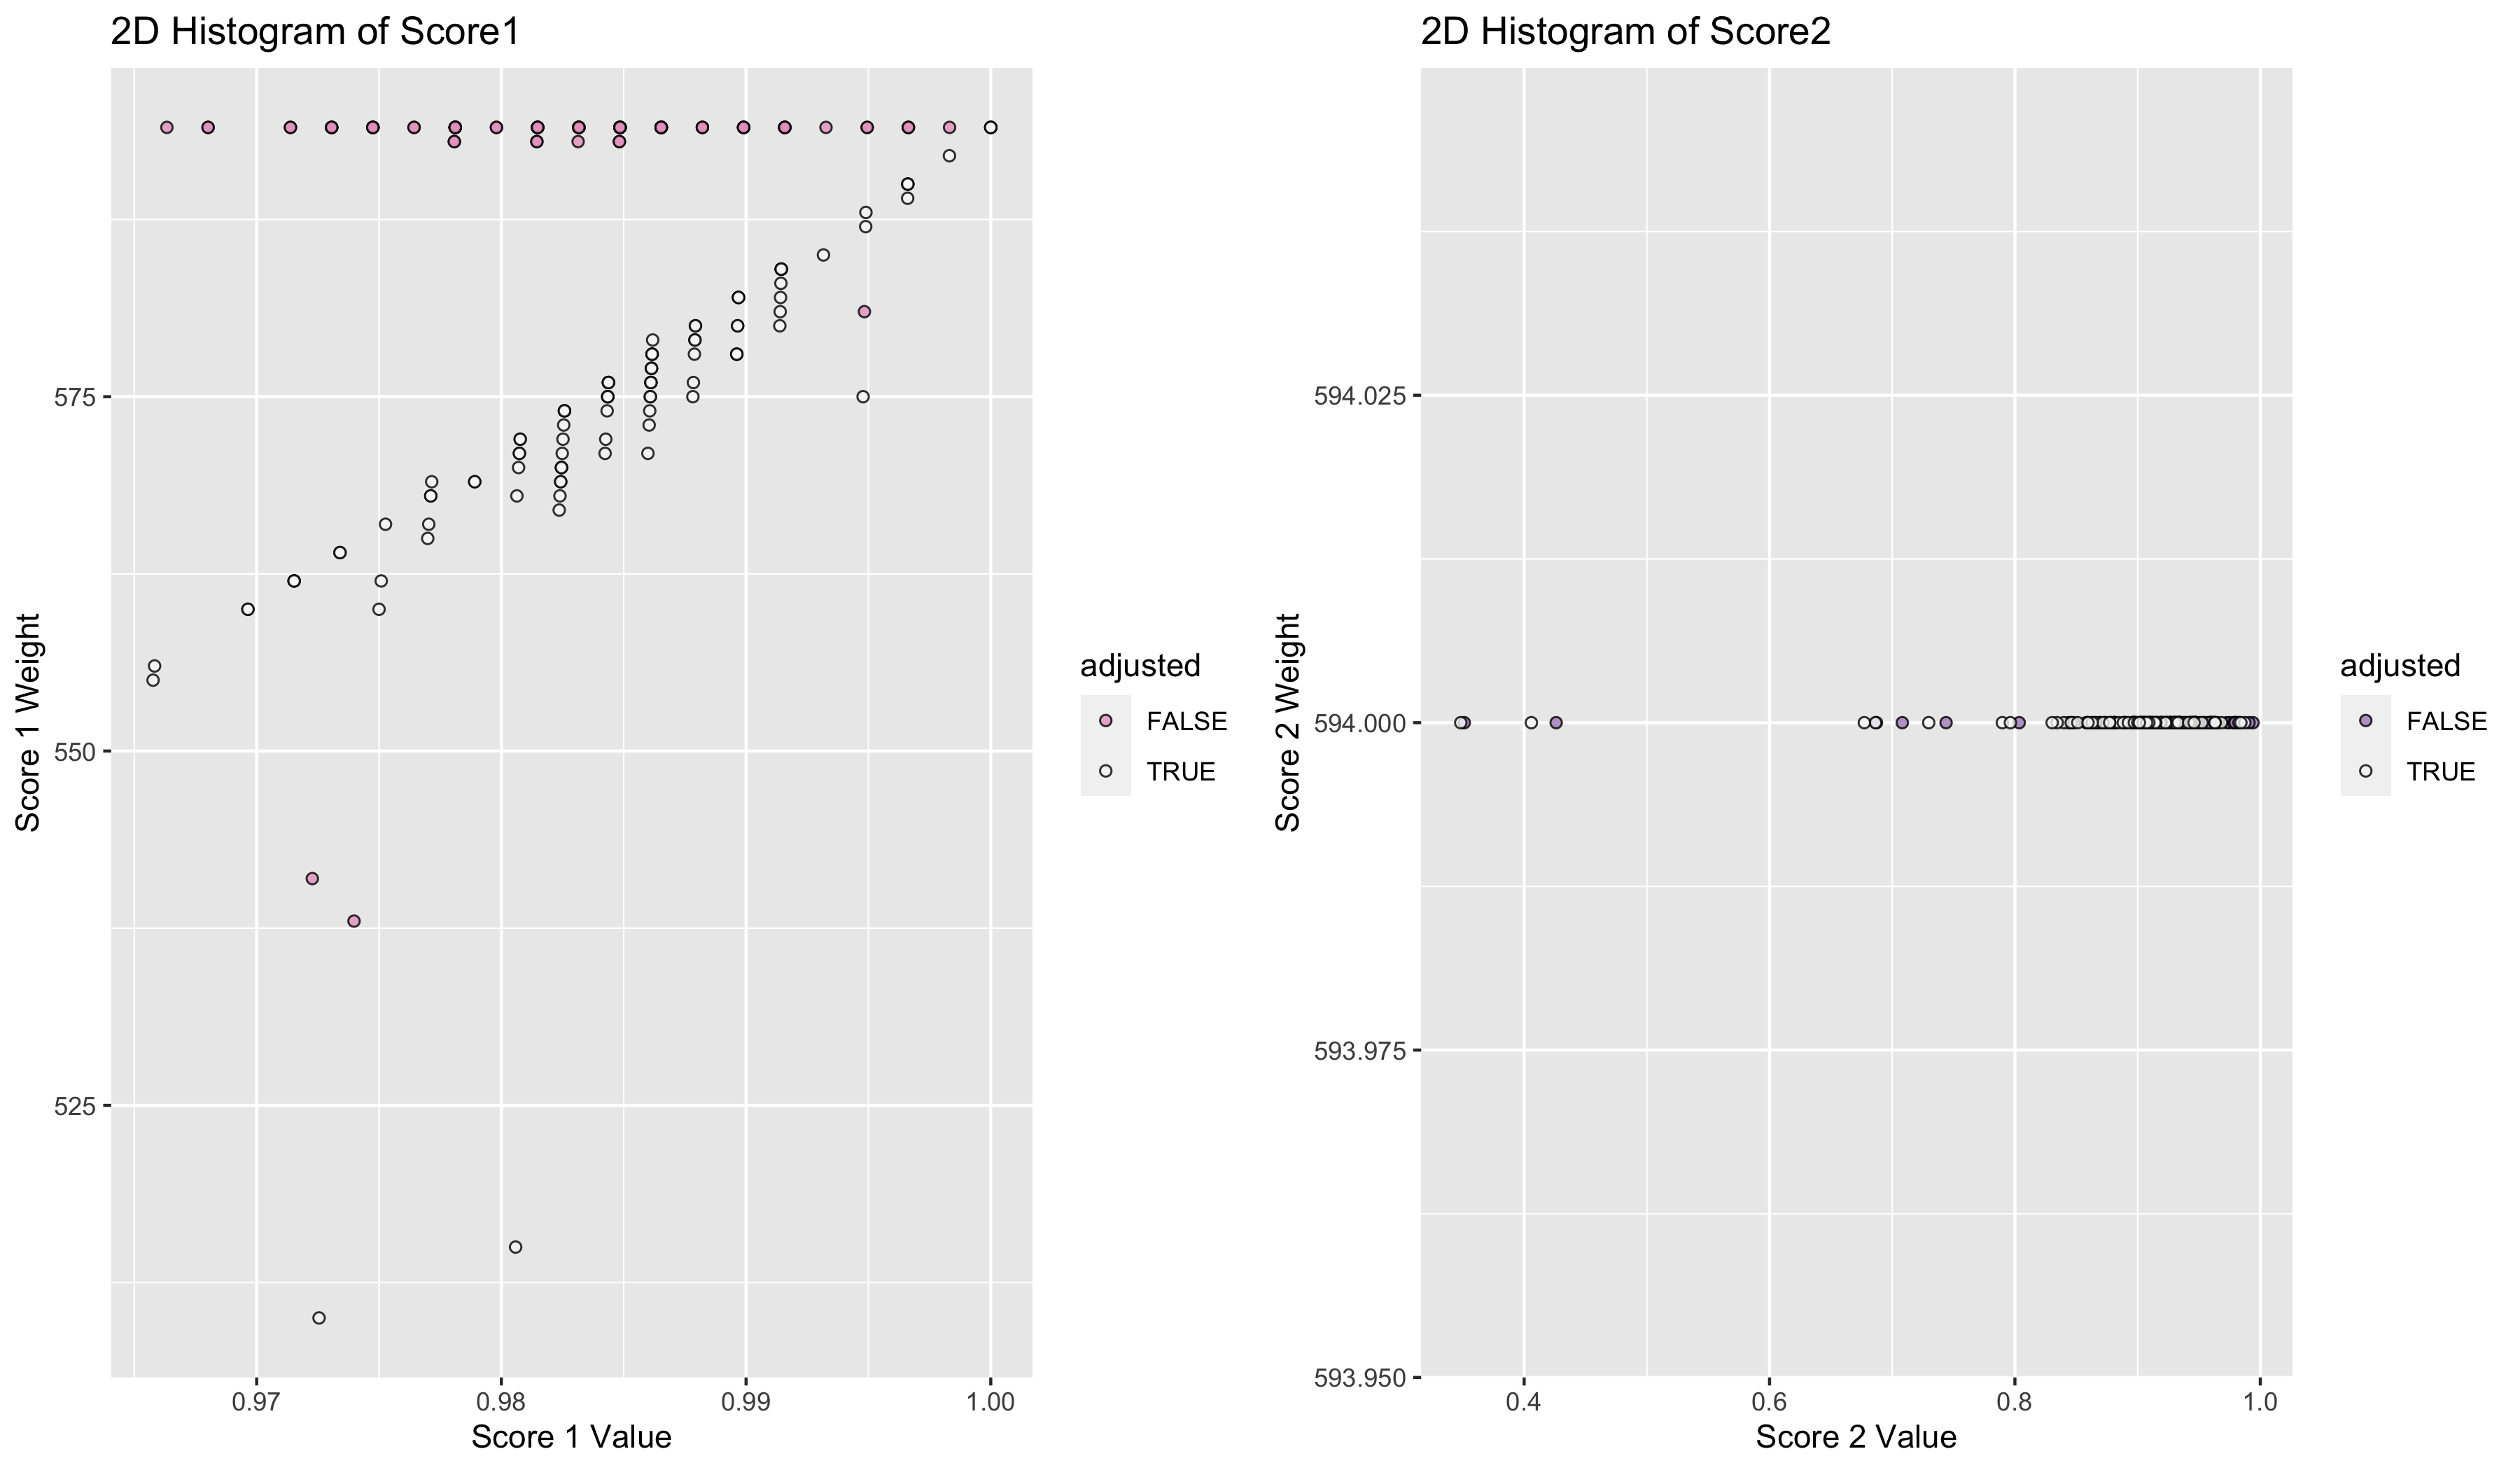 2D Histogram of Score1
575
550
525
Score 1 Weight
0.97 0.98 0.99 1.00
Score 1 Value
adjusted
FALSE
TRUE
2D Histogram of Score2
594.025
594.000
593.975
593.950
Score 2 Weight
0.4 0.6 0.8 1.0
Score 2 Value
adjusted
FALSE
TRUE